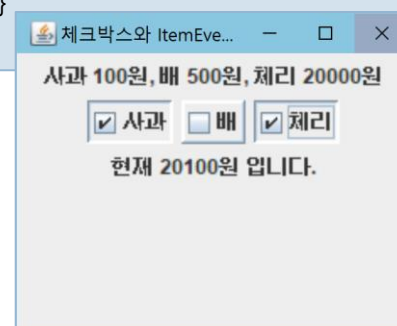 }
체크박스와 ItemEve...
사과 100원, 배 500원, 체리 20000원
사과 배 체리
현재 20100원 입니다.